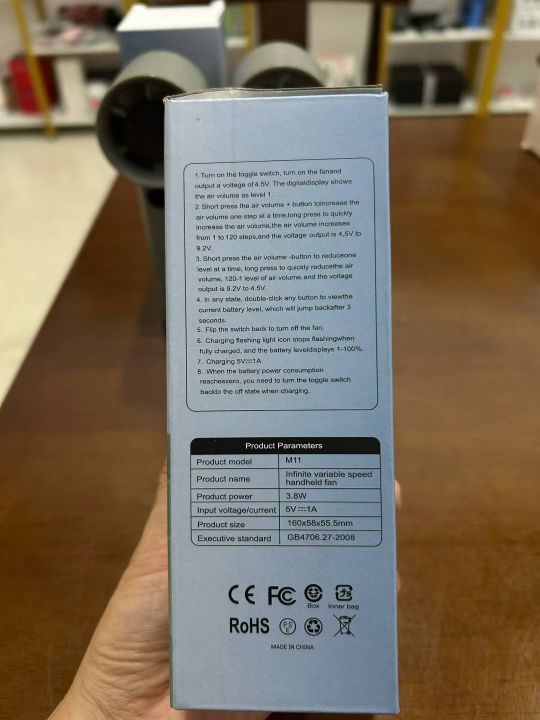 1.Turn on the toggle switch, turn on the fanand
output a voltage of 4.5V. The digitaldisplay shows
the air volume as level 1.
2. Short press the air volume + button toincrease the
air volume one step at a time,long press to quickly
increase the air volume,the air volume increases
from 1 to 120 steps,and the voltage output is 4,5V to
9.2V.
3. Short press the air volume -button to reduceone
level at a time, long press to quickly reducethe air
volume, 120-1 level of air volume,and the voltage
output is 9.2V to 4.5V.
4. In any state, double-click any button to viewthe
current battery level, which will jump backafter 3
seconds.
5. Flip the switch back to turn off the fan.
6. Charging flashing light icon stops flashingwhen
fully charged, and the battery leveldisplays 1-100%.
7. Charging 5V⎓1A
8. When the battery power consumption
reacheszero, you need to turn the toggle switch
backto the off state when charging.
Product Parameters
Product model M11
Product name Infinite variable speed
handheld fan
Product power 3.8W
Input voltage/current 5V⎓1A
Product size 160x58x55.5mm
Executive standard GB4706.27-2008
CE FC Box Inner bag
RoHS PSE
MADE IN CHINA